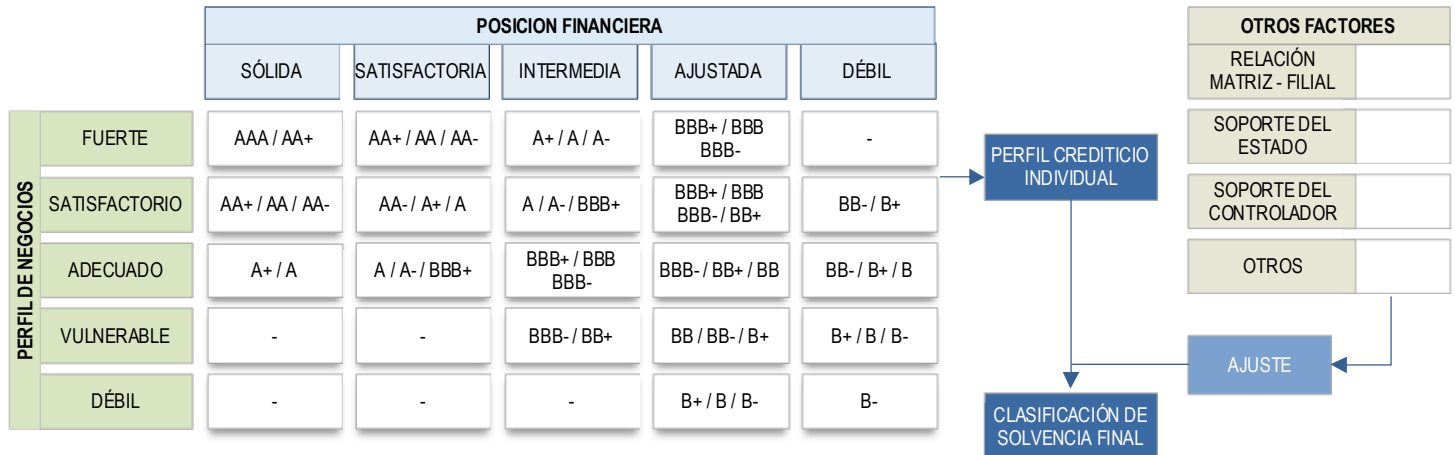 POSICION FINANCIERA
SÓLIDA
SATISFACTORIA
INTERMEDIA
AJUSTADA
DÉBIL
PERFIL DE NEGOCIOS
FUERTE
AAA / AA+
AA+ / AA / AA-
A+ / A / A-
BBB+ / BBB
BBB-
-
SATISFACTORIO
AA+ / AA / AA-
AA- / A+ / A
A / A- / BBB+
BBB+ / BBB
BBB- / BB+
BB- / B+
ADECUADO
A+ / A
A / A- / BBB+
BBB+ / BBB
BBB-
BBB- / BB+ / BB
BB- / B+ / B
VULNERABLE
-
-
BBB- / BB+
BB / BB- / B+
B+ / B / B-
DÉBIL
-
-
-
B+ / B / B-
B-
PERFIL CREDITICIO
INDIVIDUAL
CLASIFICACIÓN DE
SOLVENCIA FINAL
OTROS FACTORES
RELACIÓN
MATRIZ - FILIAL
SOPORTE DEL
ESTADO
SOPORTE DEL
CONTROLADOR
OTROS
AJUSTE